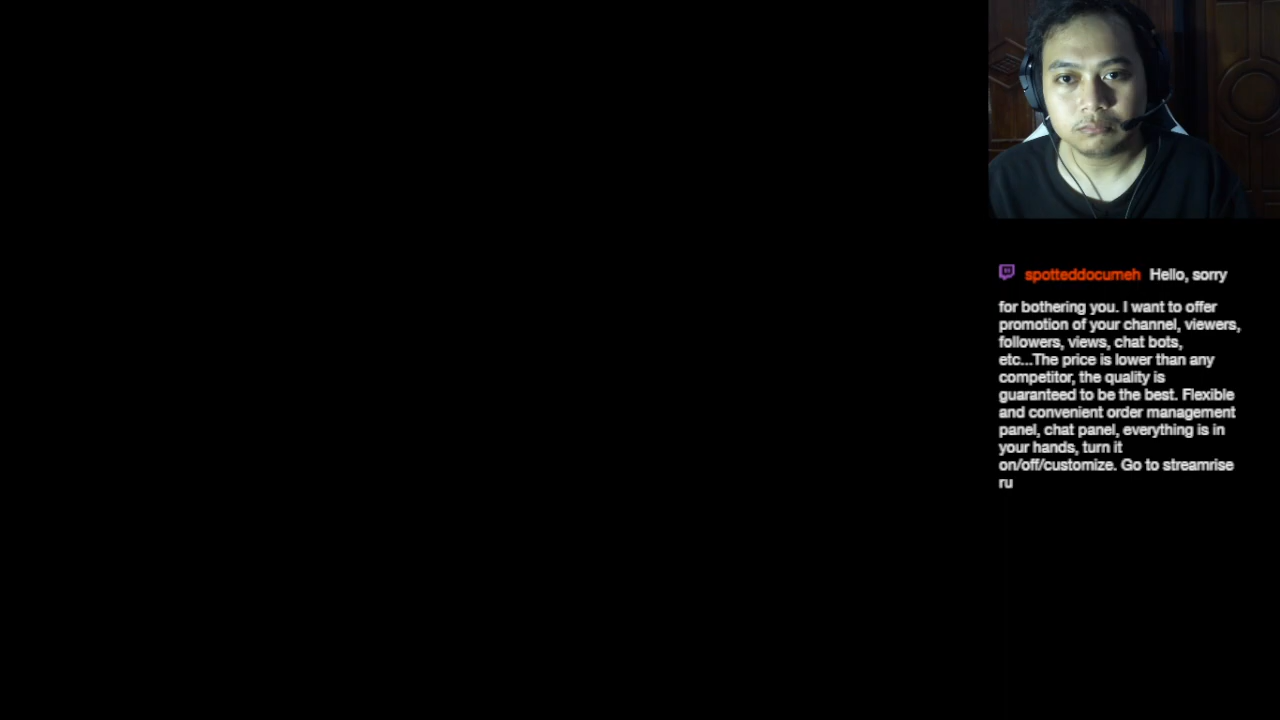 spotteddocumeh Hello, sorry
for bothering you. I want to offer
promotion of your channel, viewers,
followers, views, chat bots,
etc...The price is lower than any
competitor, the quality is
guaranteed to be the best. Flexible
and convenient order management
panel, chat panel, everything is in
your hands, turn it
on/off/customize. Go to streamrise
ru